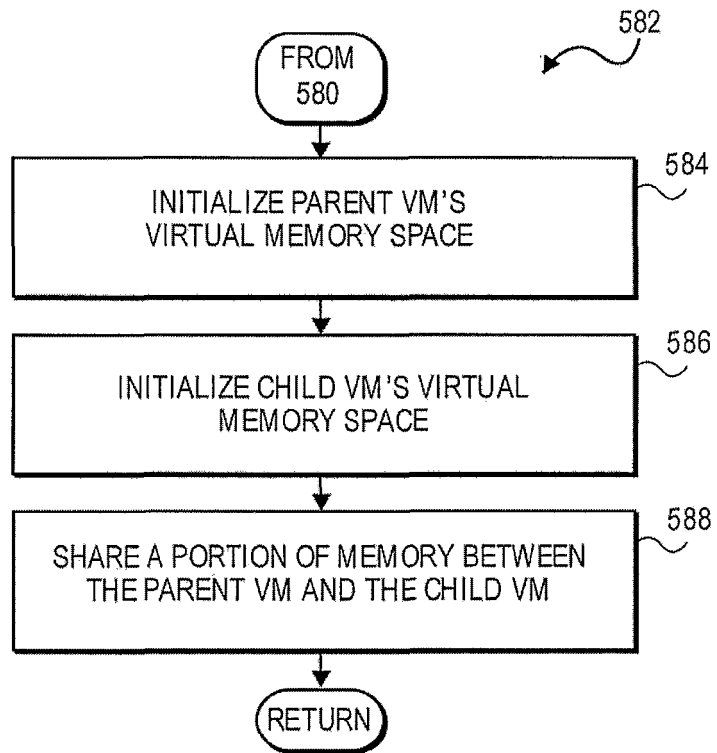 582
FROM
580
584
INITIALIZE PARENT VM'S
VIRTUAL MEMORY SPACE
586
INITIALIZE CHILD VM'S VIRTUAL
MEMORY SPACE
588
SHARE A PORTION OF MEMORY BETWEEN
THE PARENT VM AND THE CHILD VM
RETURN